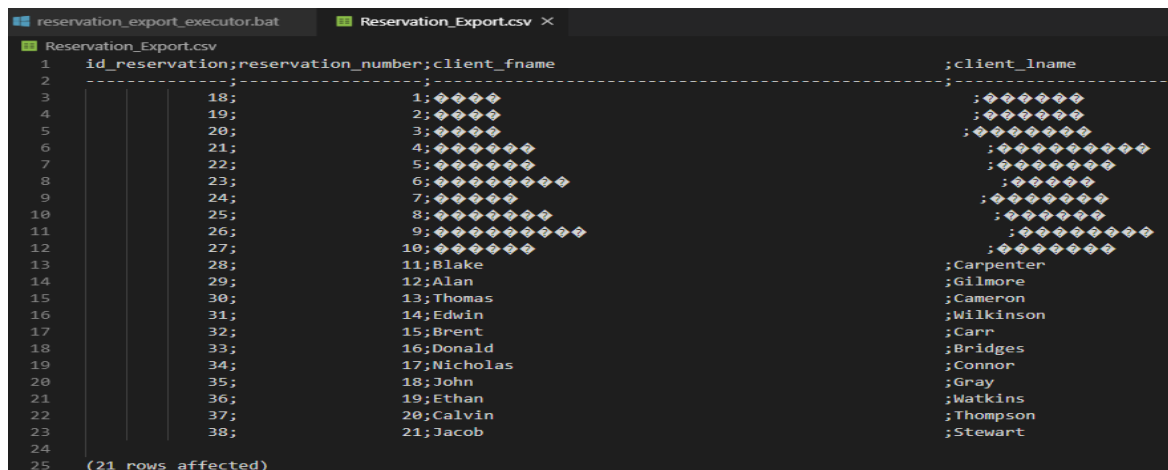 reservation_export_executor.bat Reservation_Export.csv
Reservation_Export.csv
1 id_reservation;reservation_number;client_fname ;client_lname
2 --------------;------------------;--------------------------------------------------;--------------------
3 18; 1;���� ;������
4 19; 2;���� ;������
5 20; 3;���� ;�������
6 21; 4;������ ;���������
7 22; 5;������ ;�������
8 23; 6;�������� ;�����
9 24; 7;����� ;�������
10 25; 8;������� ;������
11 26; 9;��������� ;��������
12 27; 10;������ ;�������
13 28; 11;Blake ;Carpenter
14 29; 12;Alan ;Gilmore
15 30; 13;Thomas ;Cameron
16 31; 14;Edwin ;Wilkinson
17 32; 15;Brent ;Carr
18 33; 16;Donald ;Bridges
19 34; 17;Nicholas ;Connor
20 35; 18;John ;Gray
21 36; 19;Ethan ;Watkins
22 37; 20;Calvin ;Thompson
23 38; 21;Jacob ;Stewart
24
25 (21 rows affected)